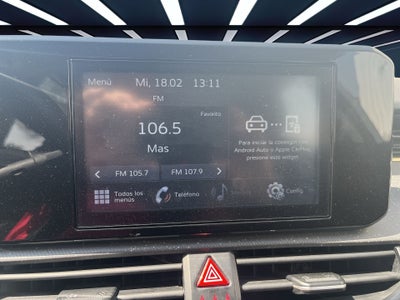 Menú Mi, 18.02 13:11
FM
Favorito
106.5
Mas
Para iniciar la conexión con
Android Auto o Apple CarPlay,
presione este widget
FM 105.7 FM 107.9
Todos los
menús
Teléfono
Config.